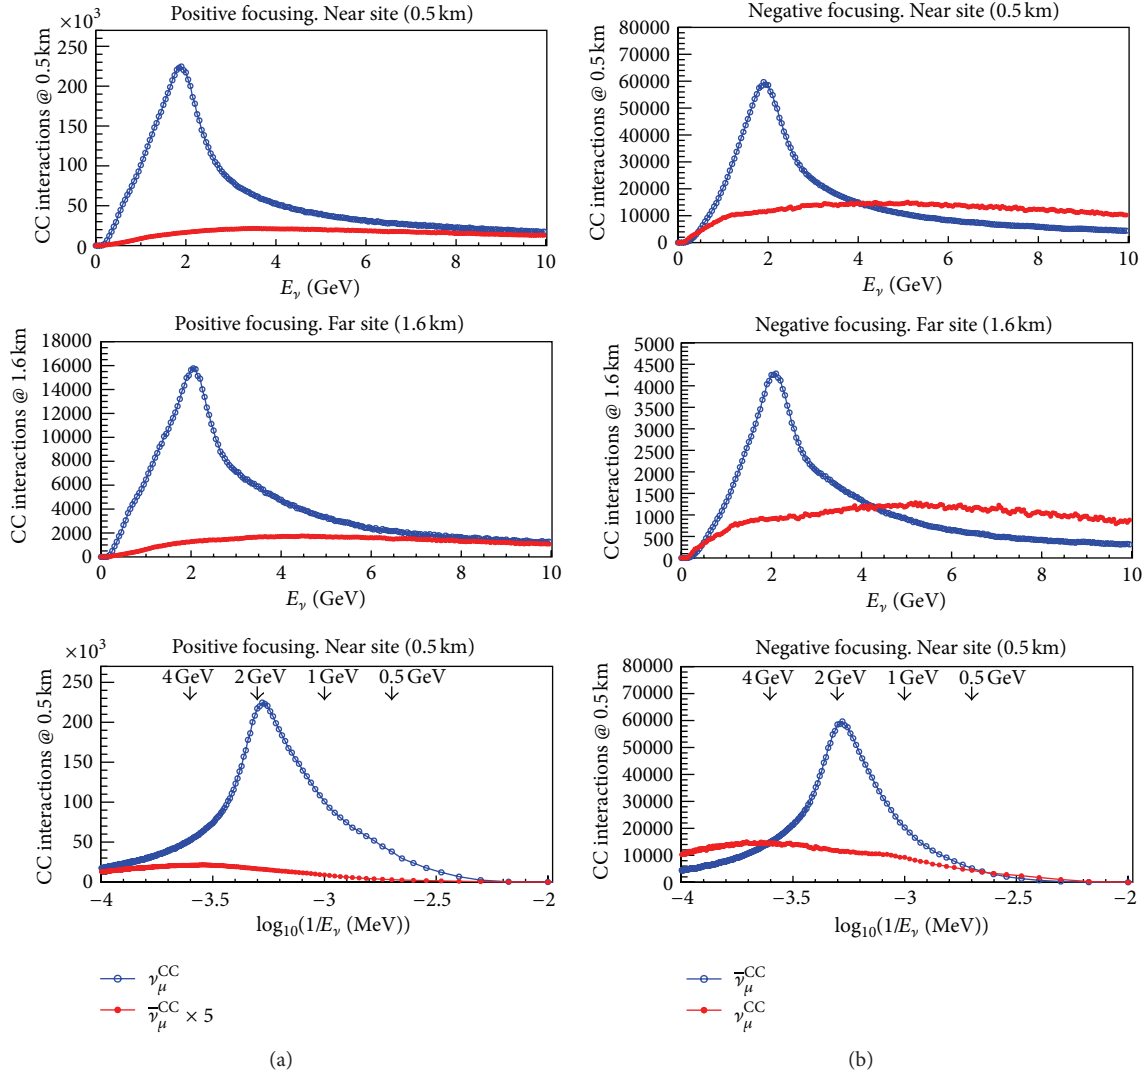 Positive focusing. Near site (0.5 km)
×10³
CC interactions @ 0.5 km
250
200
150
100
50
0
0 2 4 6 8 10
E_ν (GeV)
Negative focusing. Near site (0.5 km)
CC interactions @ 0.5 km
80000
70000
60000
50000
40000
30000
20000
10000
0
0 2 4 6 8 10
E_ν (GeV)
Positive focusing. Far site (1.6 km)
CC interactions @ 1.6 km
18000
16000
14000
12000
10000
8000
6000
4000
2000
0
0 2 4 6 8 10
E_ν (GeV)
Negative focusing. Far site (1.6 km)
CC interactions @ 1.6 km
5000
4500
4000
3500
3000
2500
2000
1500
1000
500
0
0 2 4 6 8 10
E_ν (GeV)
Positive focusing. Near site (0.5 km)
×10³
CC interactions @ 0.5 km
250
200
150
100
50
0
4 GeV 2 GeV 1 GeV 0.5 GeV
−4 −3.5 −3 −2.5 −2
log₁₀(1/E_ν (MeV))
ν_μ^CC
ν̅_μ^CC × 5
(a)
Negative focusing. Near site (0.5 km)
CC interactions @ 0.5 km
80000
70000
60000
50000
40000
30000
20000
10000
0
4 GeV 2 GeV 1 GeV 0.5 GeV
−4 −3.5 −3 −2.5 −2
log₁₀(1/E_ν (MeV))
ν̅_μ^CC
ν_μ^CC
(b)